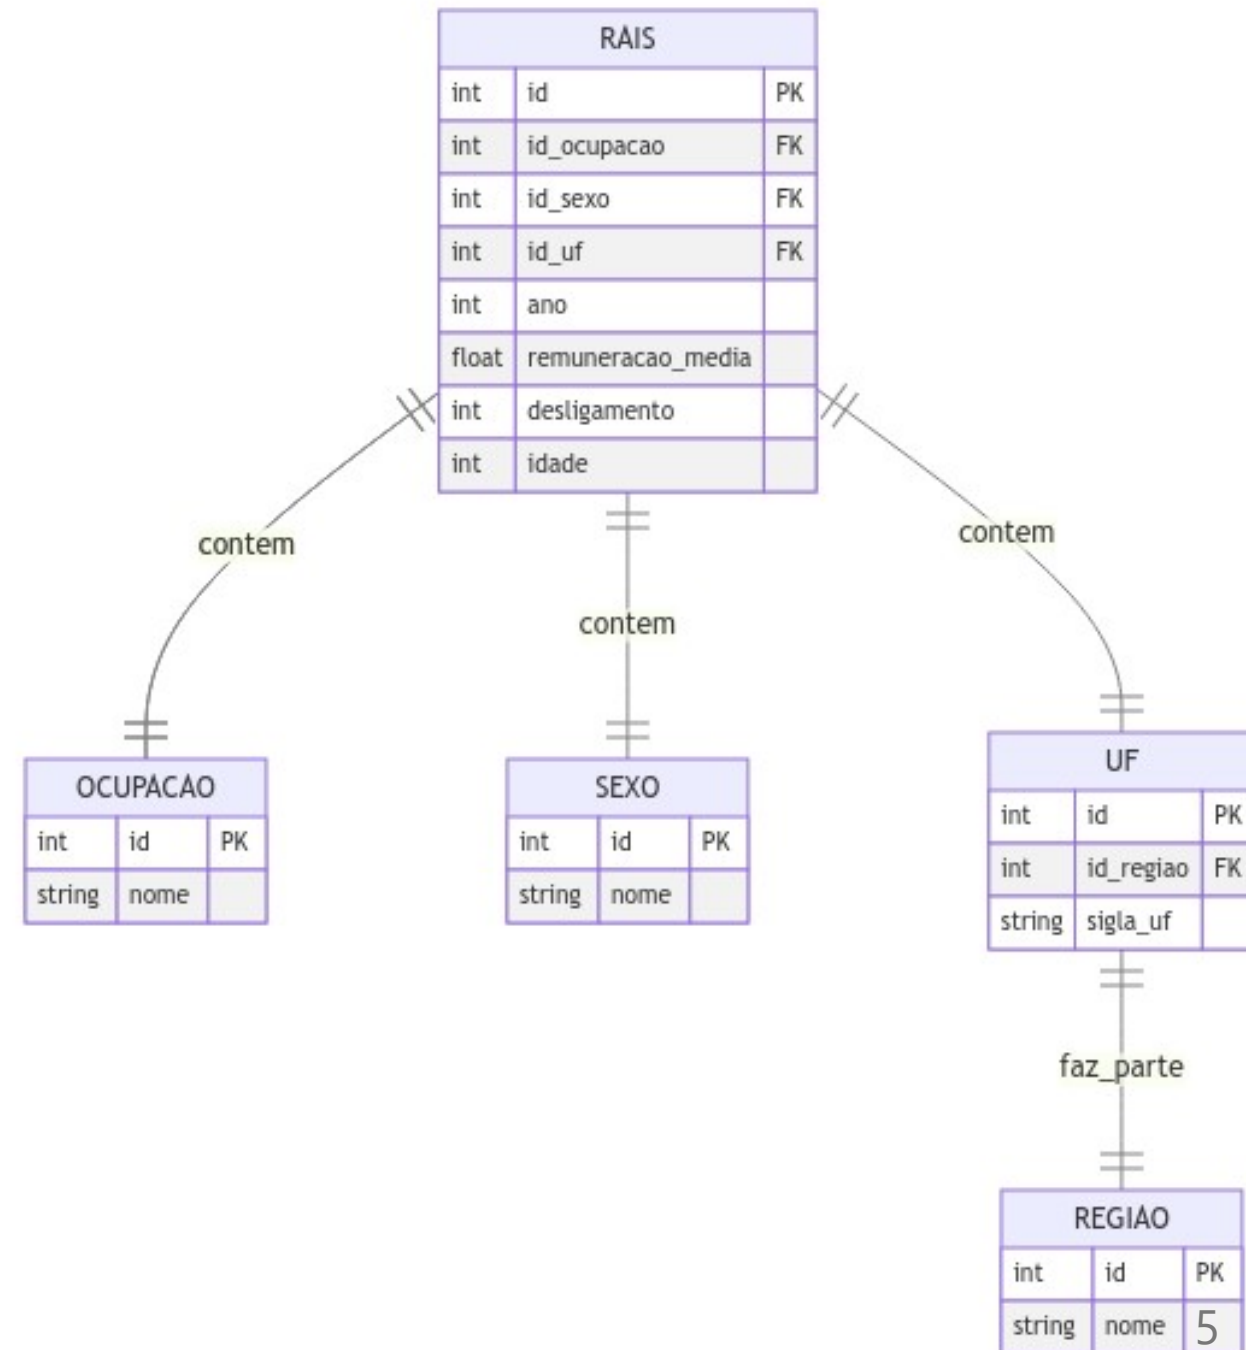 RAIS
int id PK
int id_ocupacao FK
int id_sexo FK
int id_uf FK
int ano
float remuneracao_media
int desligamento
int idade
contem
contem
contem
OCUPACAO
int id PK
string nome
SEXO
int id PK
string nome
UF
int id PK
int id_regiao FK
string sigla_uf
faz_parte
REGIAO
int id PK
string nome 5